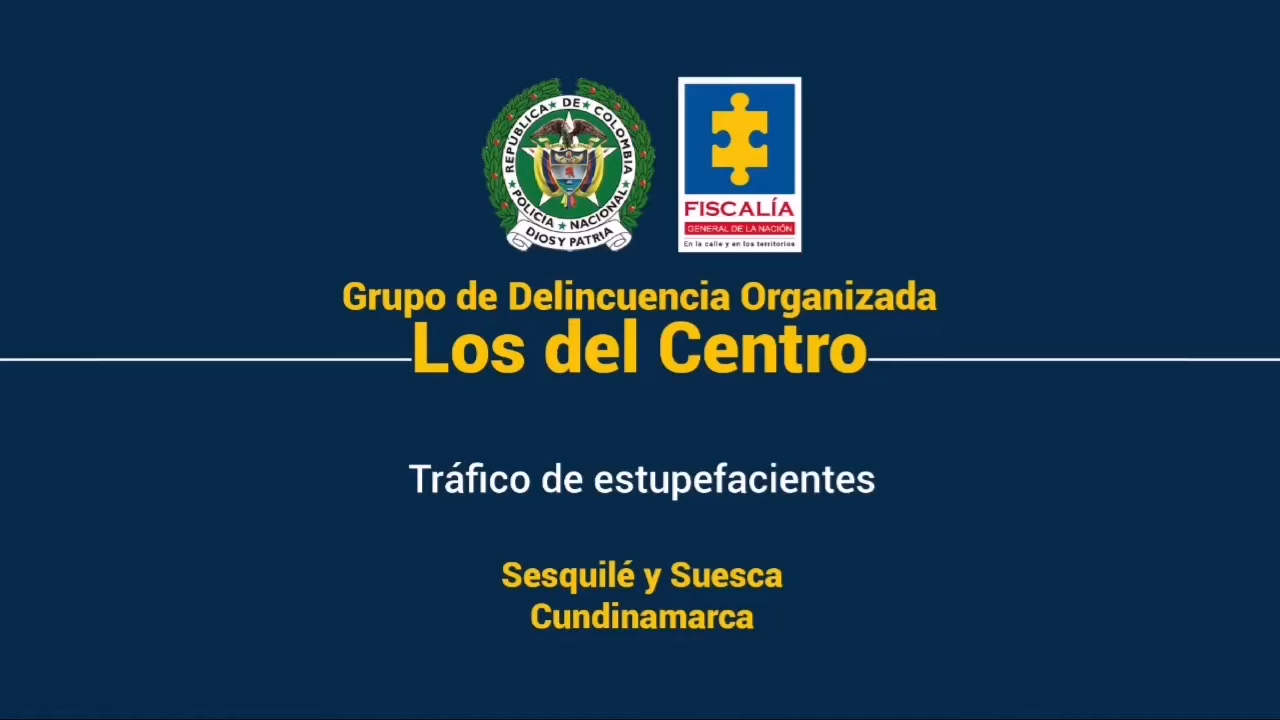 REPÚBLICA DE COLOMBIA
POLICIA NACIONAL
DIOS Y PATRIA
FISCALÍA
GENERAL DE LA NACIÓN
En la calle y en los territorios
Grupo de Delincuencia Organizada
Los del Centro
Tráfico de estupefacientes
Sesquilé y Suesca
Cundinamarca